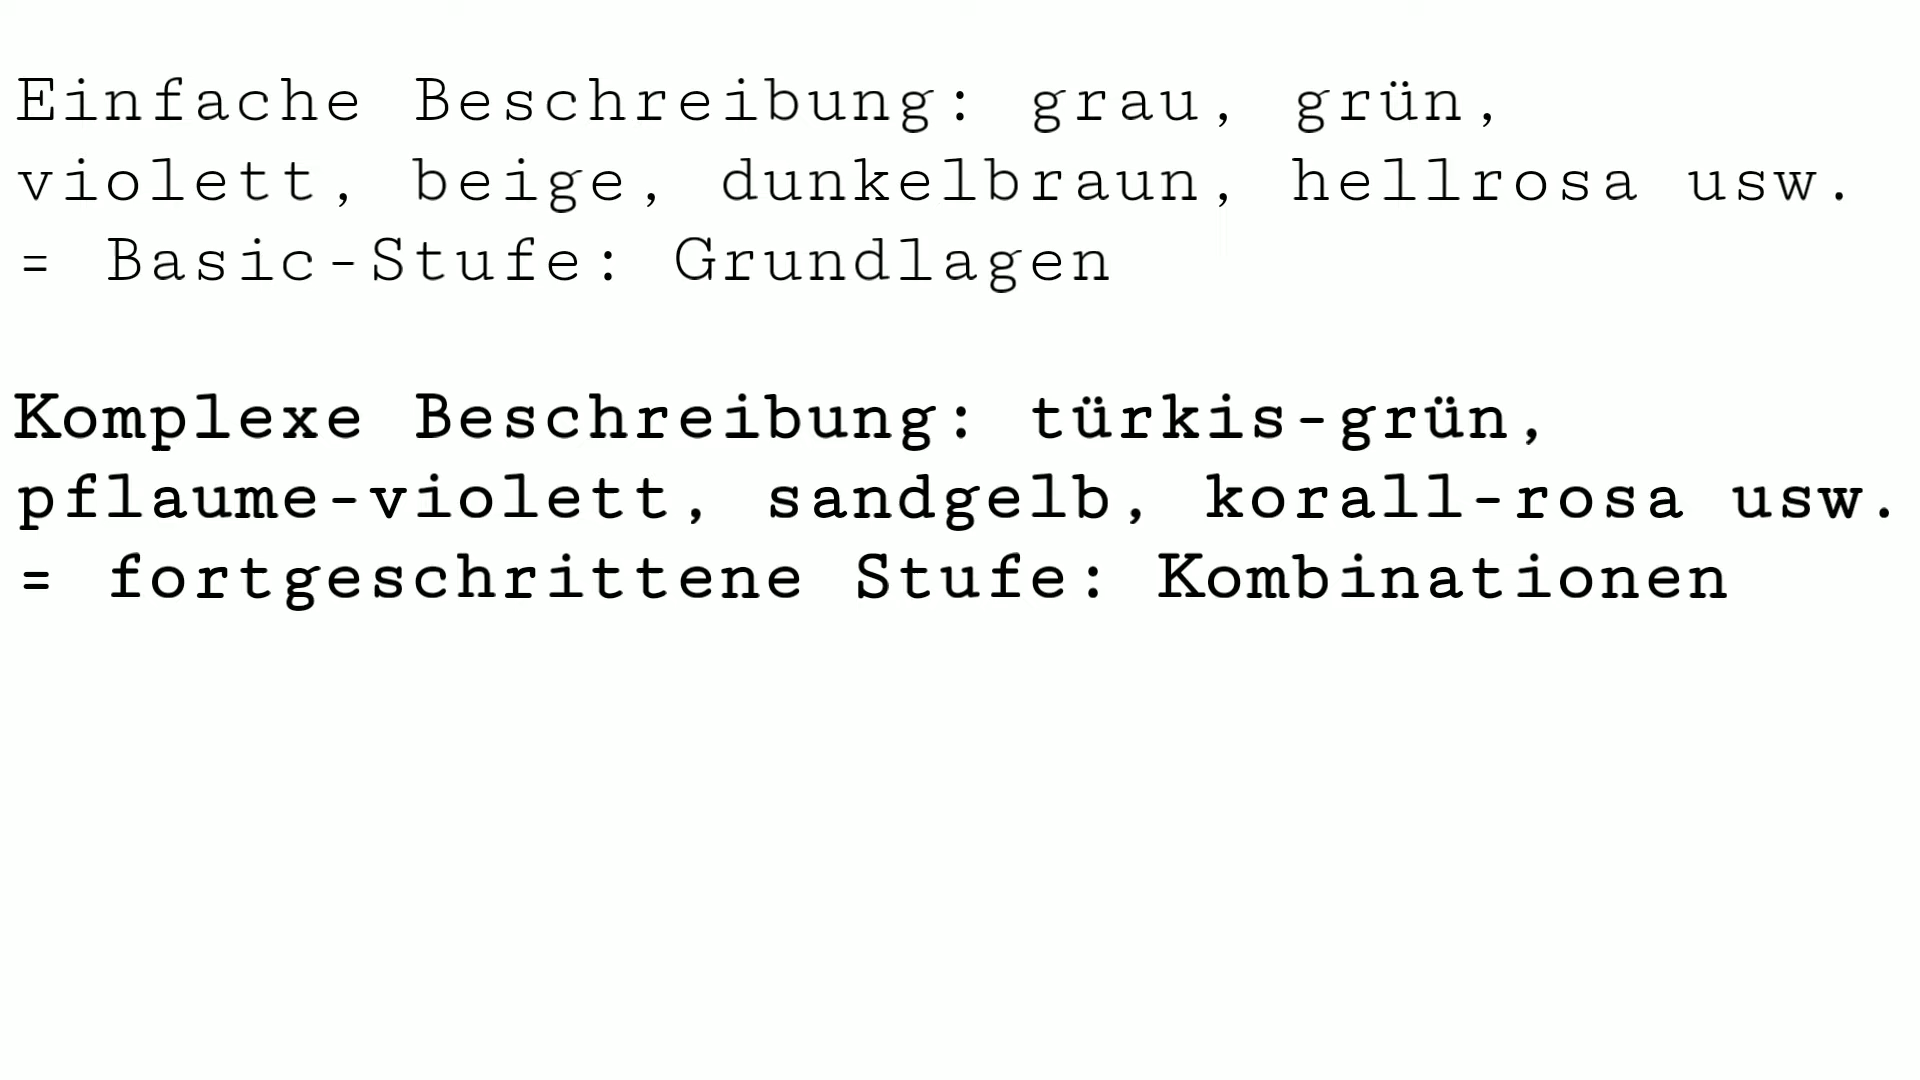 Einfache Beschreibung: grau, grün,
violett, beige, dunkelbraun, hellrosa usw.
= Basic-Stufe: Grundlagen
Komplexe Beschreibung: türkis-grün,
pflaume-violett, sandgelb, korall-rosa usw.
= fortgeschrittene Stufe: Kombinationen